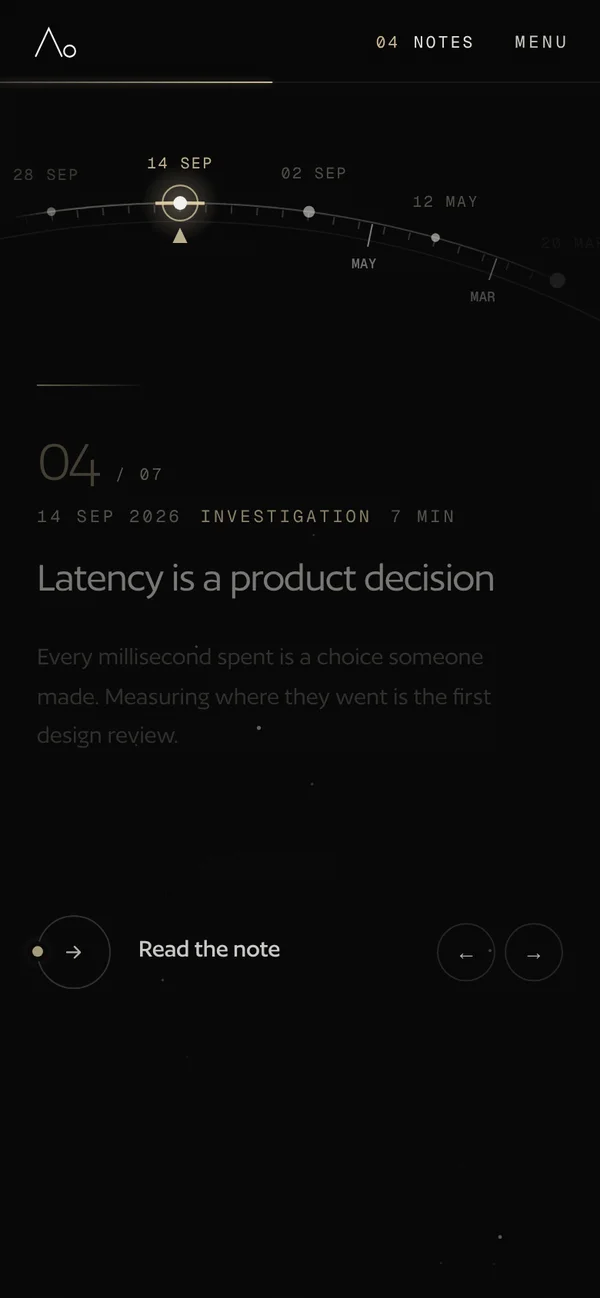 04 NOTES MENU
28 SEP
14 SEP
02 SEP
12 MAY
20 MAR
MAY
MAR
04 / 07
14 SEP 2026 INVESTIGATION 7 MIN
Latency is a product decision
Every millisecond spent is a choice someone
made. Measuring where they went is the first
design review.
→ Read the note ← →